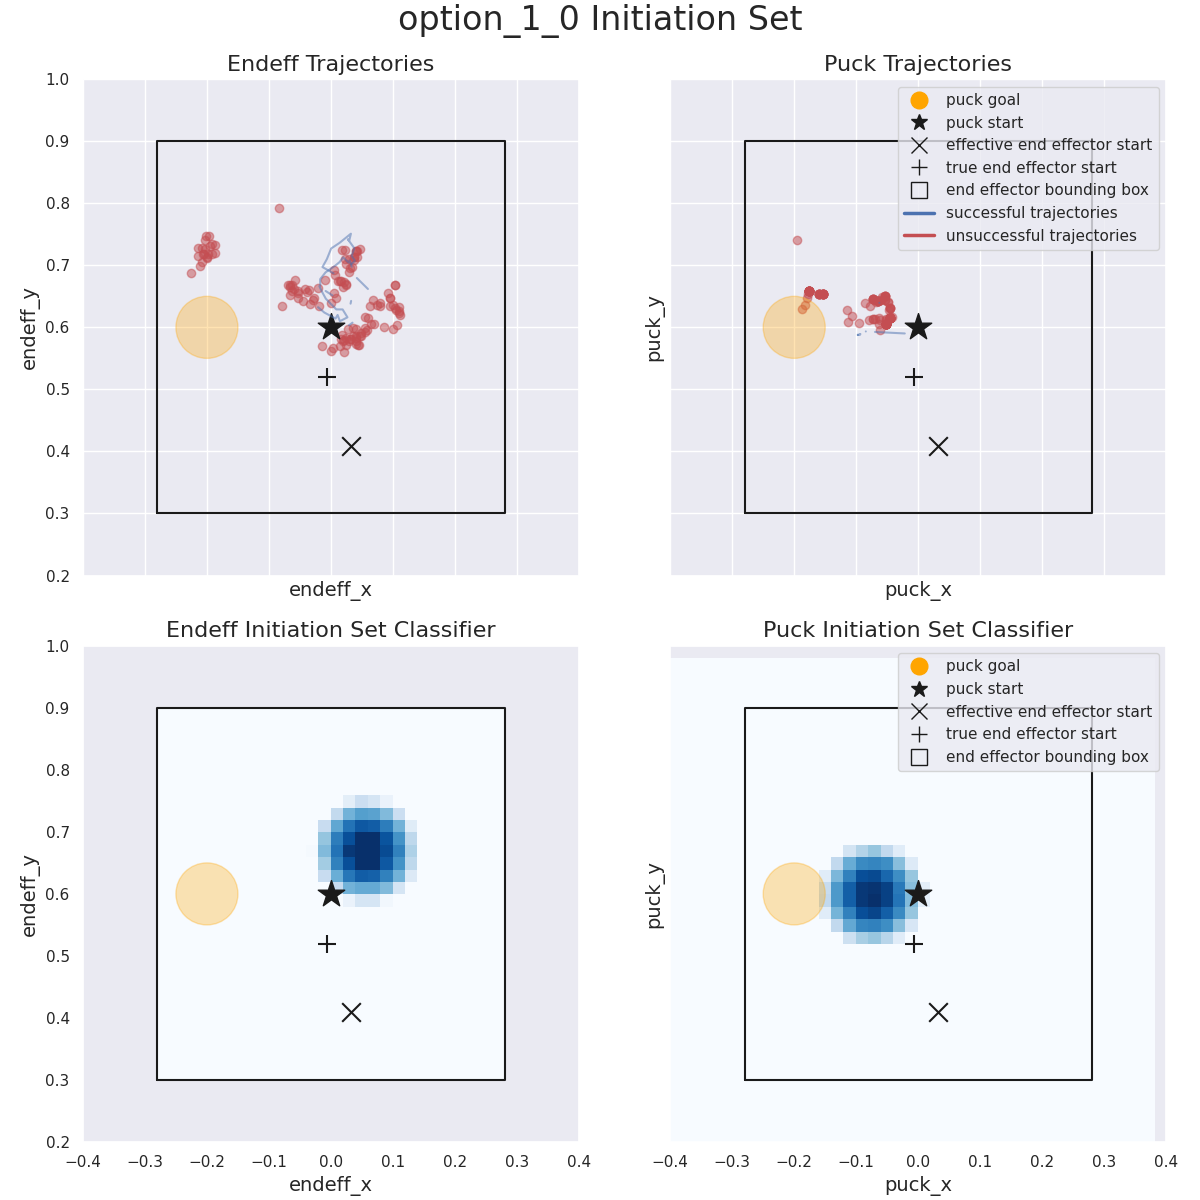 option_1_0 Initiation Set
Endeff Trajectories
Puck Trajectories
1.0
0.9
0.8
0.7
0.6
0.5
0.4
0.3
0.2
endeff_y
endeff_x
puck_y
puck_x
puck goal
puck start
effective end effector start
true end effector start
end effector bounding box
successful trajectories
unsuccessful trajectories
Endeff Initiation Set Classifier
Puck Initiation Set Classifier
1.0
0.9
0.8
0.7
0.6
0.5
0.4
0.3
0.2
endeff_y
−0.4 −0.3 −0.2 −0.1 0.0 0.1 0.2 0.3 0.4
endeff_x
puck_y
puck goal
puck start
effective end effector start
true end effector start
end effector bounding box
−0.4 −0.3 −0.2 −0.1 0.0 0.1 0.2 0.3 0.4
puck_x